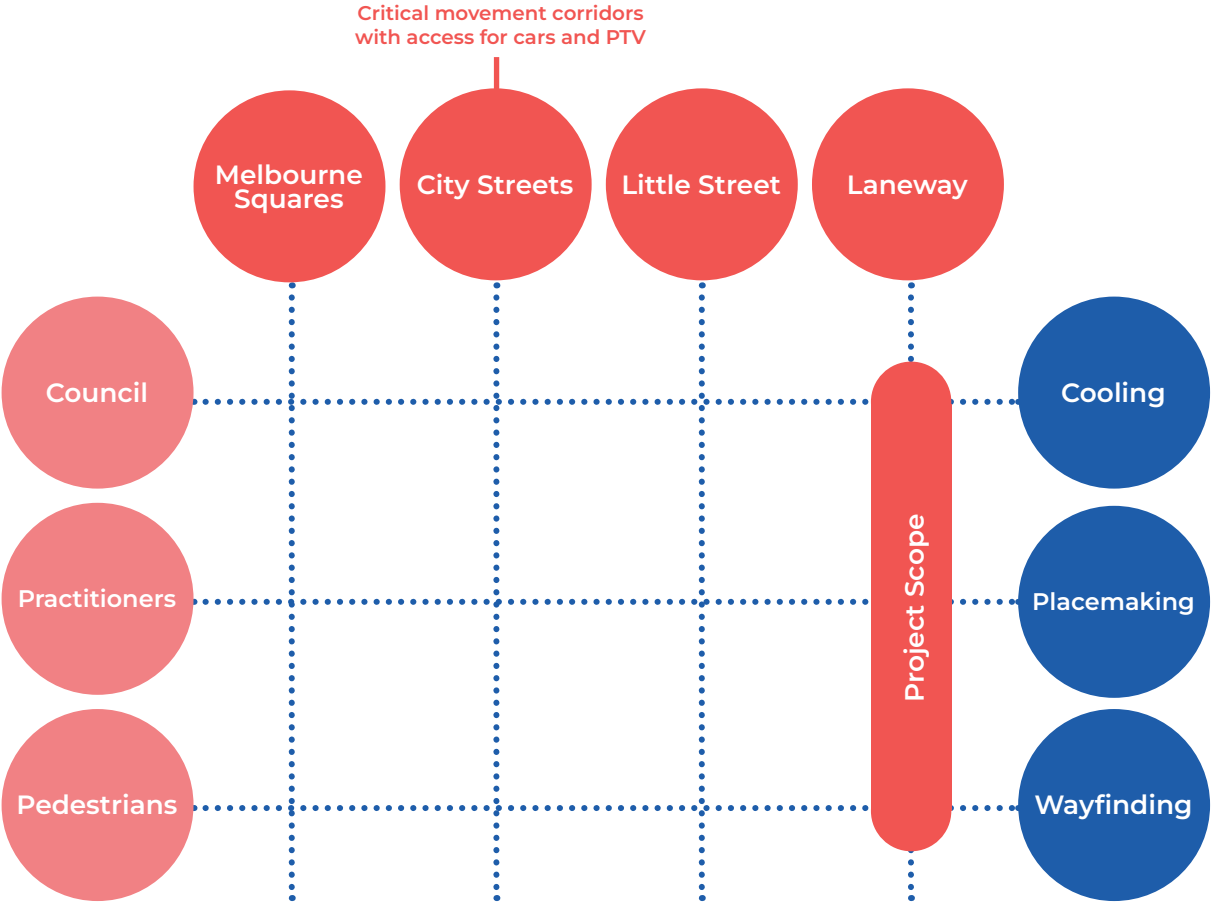 Critical movement corridors
with access for cars and PTV
Melbourne
Squares
City Streets
Little Street
Laneway
Council
Cooling
Practitioners
Project Scope
Placemaking
Pedestrians
Wayfinding